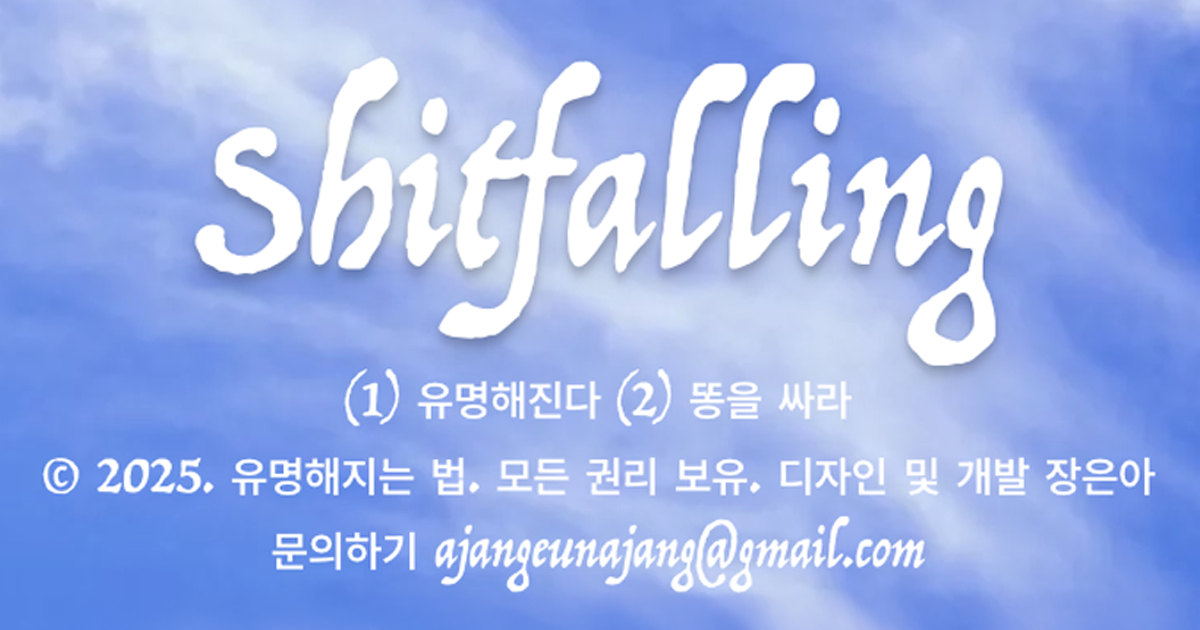 Shitfalling
(1) 유명해진다 (2) 똥을 싸라
© 2025. 유명해지는 법. 모든 권리 보유. 디자인 및 개발 장은아
문의하기 ajangeunajang@gmail.com